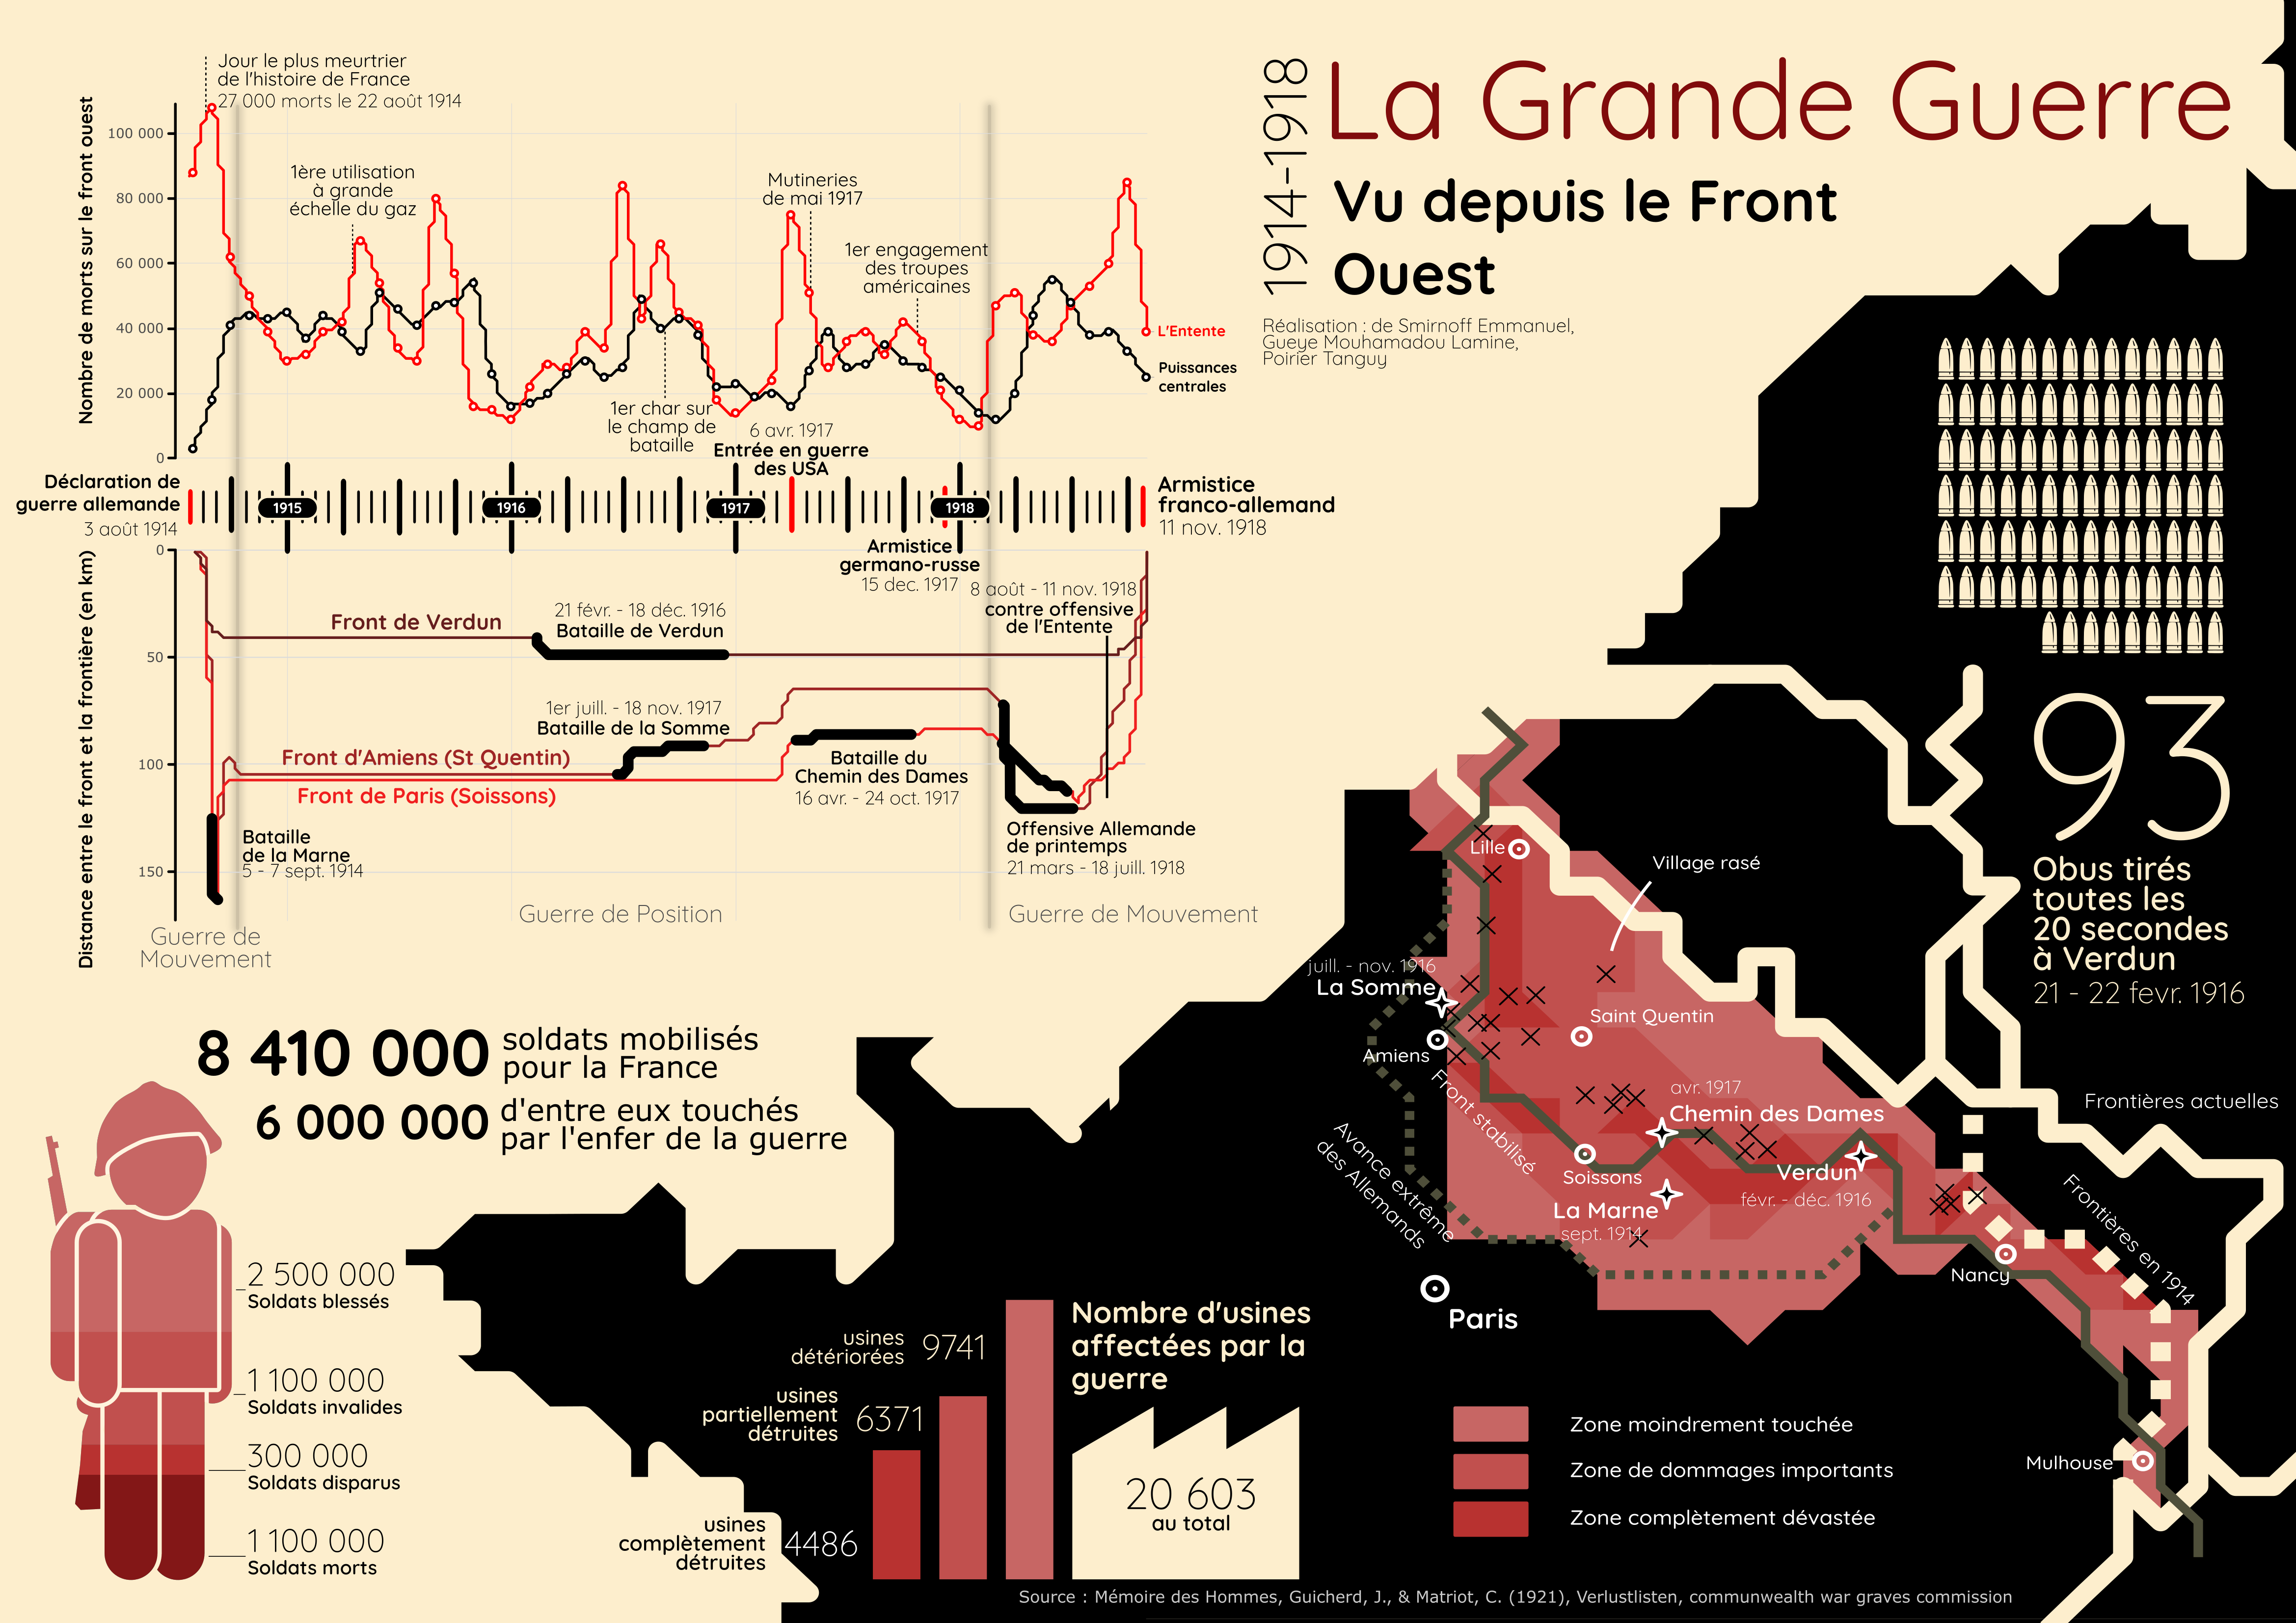 1914-1918
La Grande Guerre
Vu depuis le Front
Ouest
Réalisation : de Smirnoff Emmanuel,
Gueye Mouhamadou Lamine,
Poirier Tanguy
Nombre de morts sur le front ouest
100 000
80 000
60 000
40 000
20 000
0
Jour le plus meurtrier
de l'histoire de France
27 000 morts le 22 août 1914
1ère utilisation
à grande
échelle du gaz
Mutineries
de mai 1917
1er engagement
des troupes
américaines
1er char sur
le champ de
bataille
L'Entente
Puissances
centrales
6 avr. 1917
Entrée en guerre
des USA
Déclaration de
guerre allemande
3 août 1914
1915
1916
1917
1918
Armistice
franco-allemand
11 nov. 1918
Armistice
germano-russe
15 dec. 1917
Distance entre le front et la frontière (en km)
0
50
100
150
8 août - 11 nov. 1918
contre offensive
de l'Entente
Front de Verdun
21 févr. - 18 déc. 1916
Bataille de Verdun
1er juill. - 18 nov. 1917
Bataille de la Somme
Front d'Amiens (St Quentin)
Front de Paris (Soissons)
Bataille du
Chemin des Dames
16 avr. - 24 oct. 1917
Bataille
de la Marne
5 - 7 sept. 1914
Offensive Allemande
de printemps
21 mars - 18 juill. 1918
Guerre de
Mouvement
Guerre de Position
Guerre de Mouvement
93
Obus tirés
toutes les
20 secondes
à Verdun
21 - 22 fevr. 1916
8 410 000 soldats mobilisés
pour la France
6 000 000 d'entre eux touchés
par l'enfer de la guerre
2 500 000
Soldats blessés
1 100 000
Soldats invalides
300 000
Soldats disparus
1 100 000
Soldats morts
Nombre d'usines
affectées par la
guerre
usines
détériorées 9741
usines
partiellement 6371
détruites
usines
complètement 4486
détruites
20 603
au total
Lille
Village rasé
juill. - nov. 1916
La Somme
Saint Quentin
Amiens
Front stabilisé
avr. 1917
Chemin des Dames
Avance extrême
des Allemands
Soissons
Verdun
févr. - déc. 1916
La Marne
sept. 1914
Paris
Nancy
Mulhouse
Frontières actuelles
Frontières en 1914
Zone moindrement touchée
Zone de dommages importants
Zone complètement dévastée
Source : Mémoire des Hommes, Guicherd, J., & Matriot, C. (1921), Verlustlisten, communwealth war graves commission